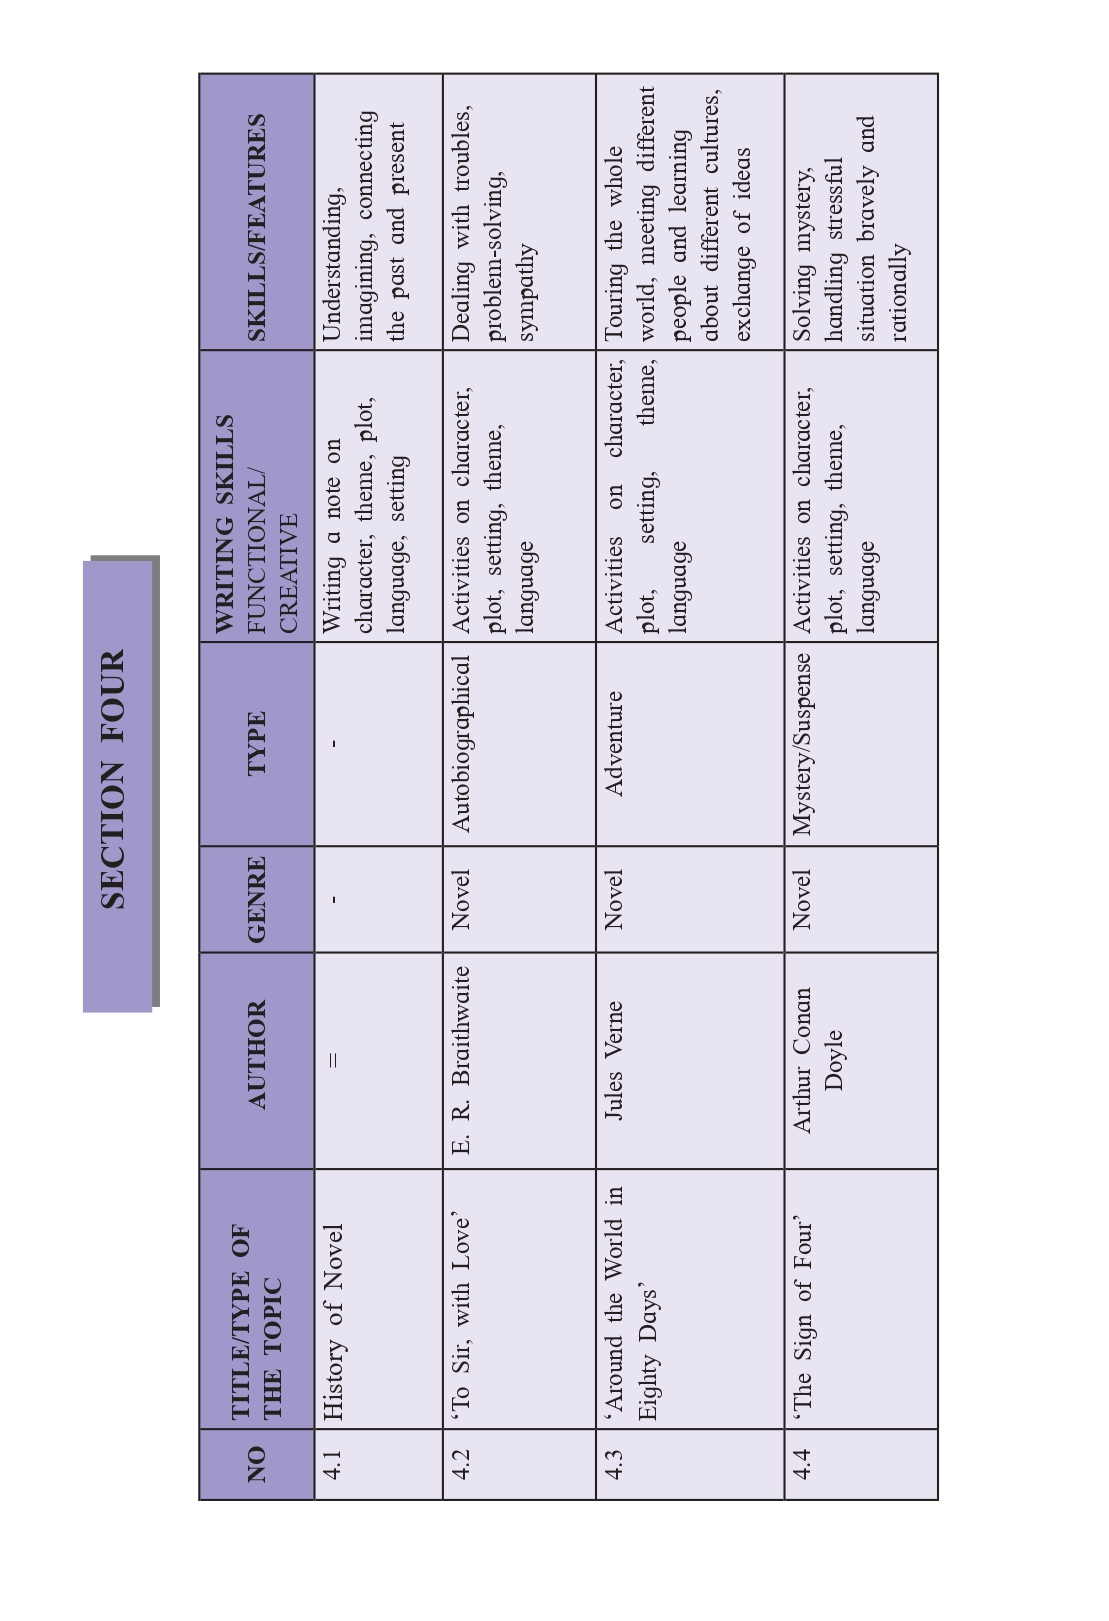 SECTION FOUR
NO
TITLE/TYPE OF
THE TOPIC
AUTHOR
GENRE
TYPE
WRITING SKILLS
FUNCTIONAL/
CREATIVE
SKILLS/FEATURES
4.1
History of Novel
=
-
-
Writing a note on
character, theme, plot,
language, setting
Understanding,
imagining, connecting
the past and present
4.2
‘To Sir, with Love’
E. R. Braithwaite
Novel
Autobiographical
Activities on character,
plot, setting, theme,
language
Dealing with troubles,
problem-solving,
sympathy
4.3
‘Around the World in
Eighty Days’
Jules Verne
Novel
Adventure
Activities on character,
plot, setting, theme,
language
Touring the whole
world, meeting different
people and learning
about different cultures,
exchange of ideas
4.4
‘The Sign of Four’
Arthur Conan
Doyle
Novel
Mystery/Suspense
Activities on character,
plot, setting, theme,
language
Solving mystery,
handling stressful
situation bravely and
rationally